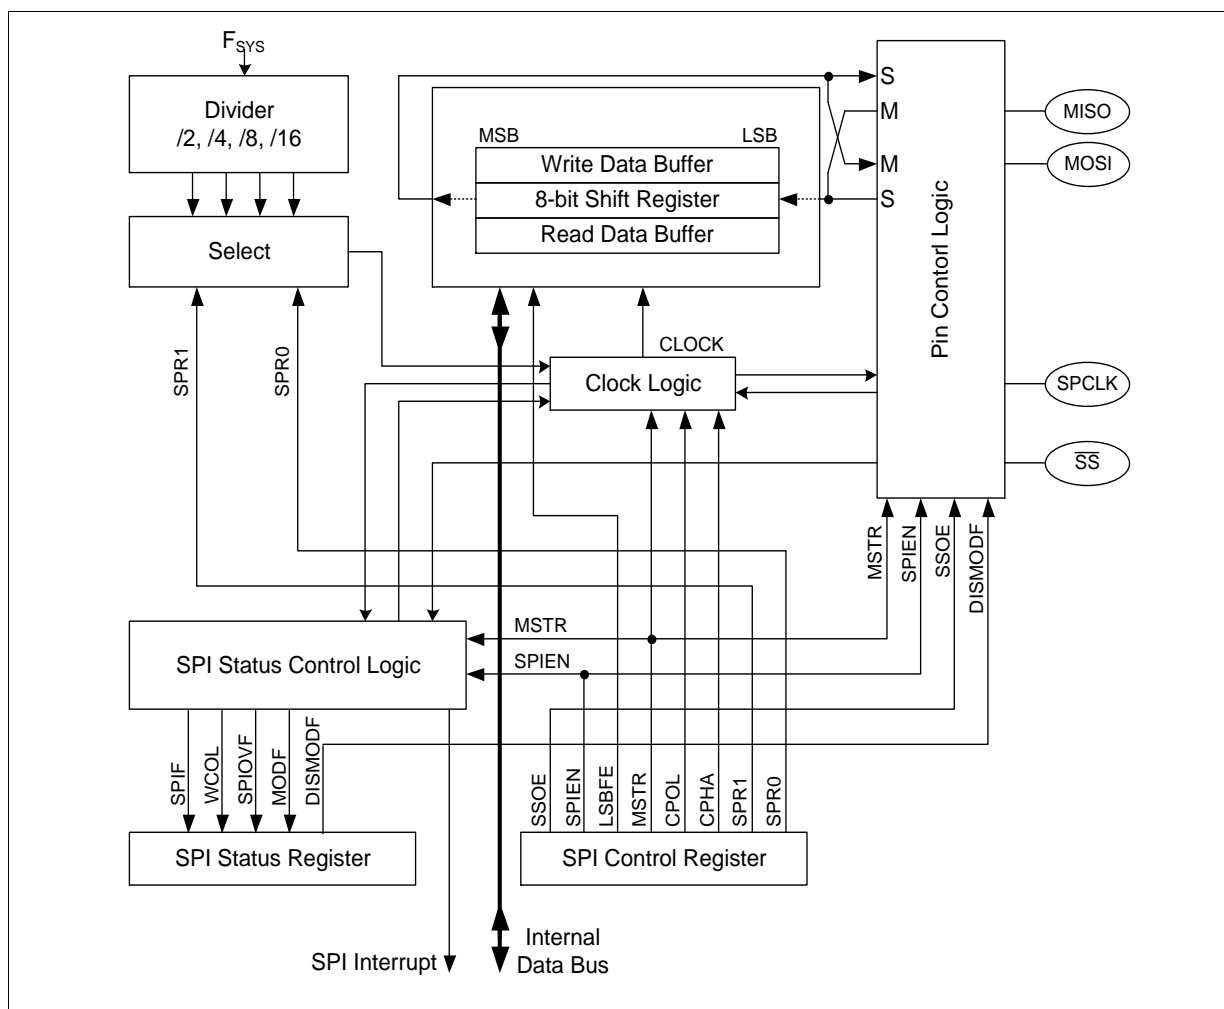 FSYS
Divider
/2, /4, /8, /16
Select
SPR1
SPR0
MSB
LSB
Write Data Buffer
8-bit Shift Register
Read Data Buffer
CLOCK
Clock Logic
S
M
M
S
Pin Contorl Logic
MISO
MOSI
SPCLK
SS
MSTR
SPIEN
SSOE
DISMODF
MSTR
SPIEN
SPI Status Control Logic
SPIF
WCOL
SPIOVF
MODF
DISMODF
SPI Status Register
SSOE
SPIEN
LSBFE
MSTR
CPOL
CPHA
SPR1
SPR0
SPI Control Register
SPI Interrupt
Internal
Data Bus